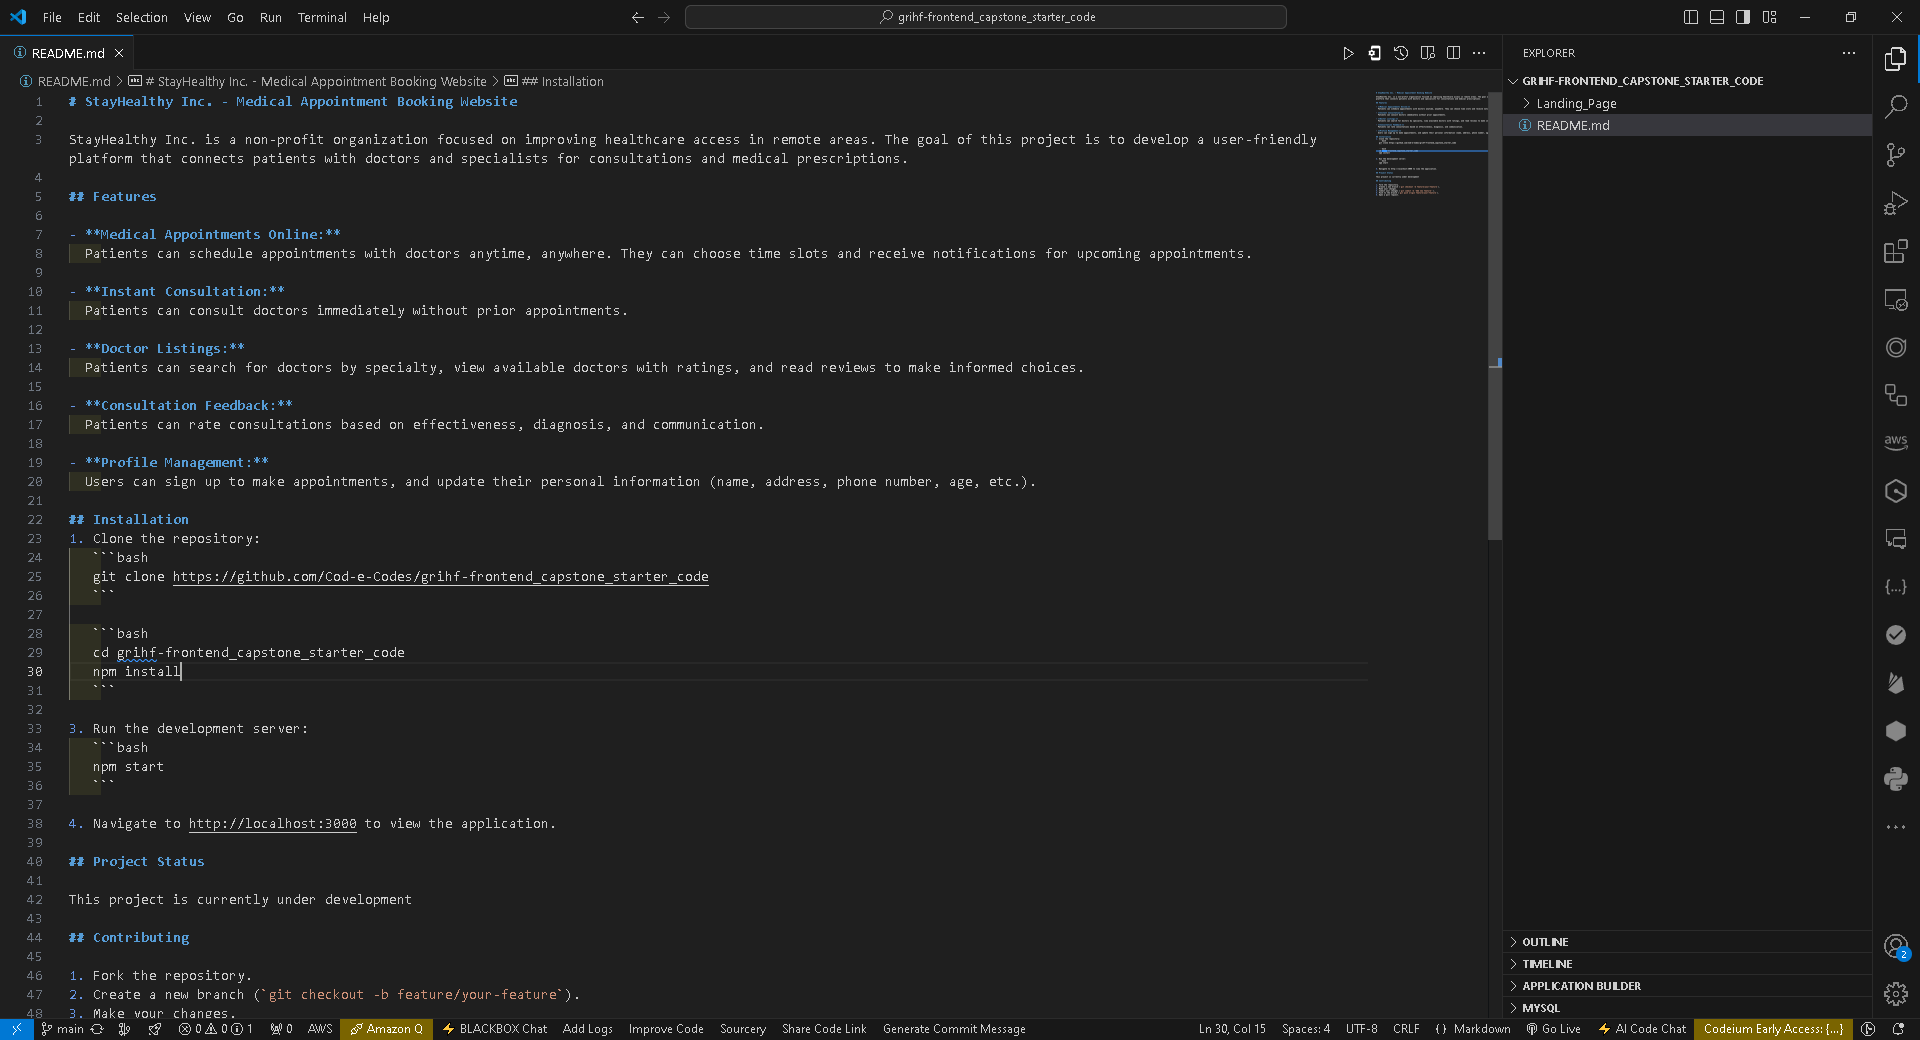 File Edit Selection View Go Run Terminal Help
grihf-frontend_capstone_starter_code
README.md
README.md > # StayHealthy Inc. - Medical Appointment Booking Website > ## Installation
1 # StayHealthy Inc. - Medical Appointment Booking Website
2
3 StayHealthy Inc. is a non-profit organization focused on improving healthcare access in remote areas. The goal of this project is to develop a user-friendly
platform that connects patients with doctors and specialists for consultations and medical prescriptions.
4
5 ## Features
6
7 - **Medical Appointments Online:**
8 Patients can schedule appointments with doctors anytime, anywhere. They can choose time slots and receive notifications for upcoming appointments.
9
10 - **Instant Consultation:**
11 Patients can consult doctors immediately without prior appointments.
12
13 - **Doctor Listings:**
14 Patients can search for doctors by specialty, view available doctors with ratings, and read reviews to make informed choices.
15
16 - **Consultation Feedback:**
17 Patients can rate consultations based on effectiveness, diagnosis, and communication.
18
19 - **Profile Management:**
20 Users can sign up to make appointments, and update their personal information (name, address, phone number, age, etc.).
21
22 ## Installation
23 1. Clone the repository:
24 ```bash
25 git clone https://github.com/Cod-e-Codes/grihf-frontend_capstone_starter_code
26 ```
27
28 ```bash
29 cd grihf-frontend_capstone_starter_code
30 npm install
31 ```
32
33 3. Run the development server:
34 ```bash
35 npm start
36 ```
37
38 4. Navigate to http://localhost:3000 to view the application.
39
40 ## Project Status
41
42 This project is currently under development
43
44 ## Contributing
45
46 1. Fork the repository.
47 2. Create a new branch (`git checkout -b feature/your-feature`).
48 3. Make your changes.
EXPLORER
GRIHF-FRONTEND_CAPSTONE_STARTER_CODE
Landing_Page
README.md
OUTLINE
TIMELINE
APPLICATION BUILDER
MYSQL
aws
2
main 0 0 1 0 AWS Amazon Q BLACKBOX Chat Add Logs Improve Code Sourcery Share Code Link Generate Commit Message Ln 30, Col 15 Spaces: 4 UTF-8 CRLF Markdown Go Live AI Code Chat Codeium Early Access: {...}